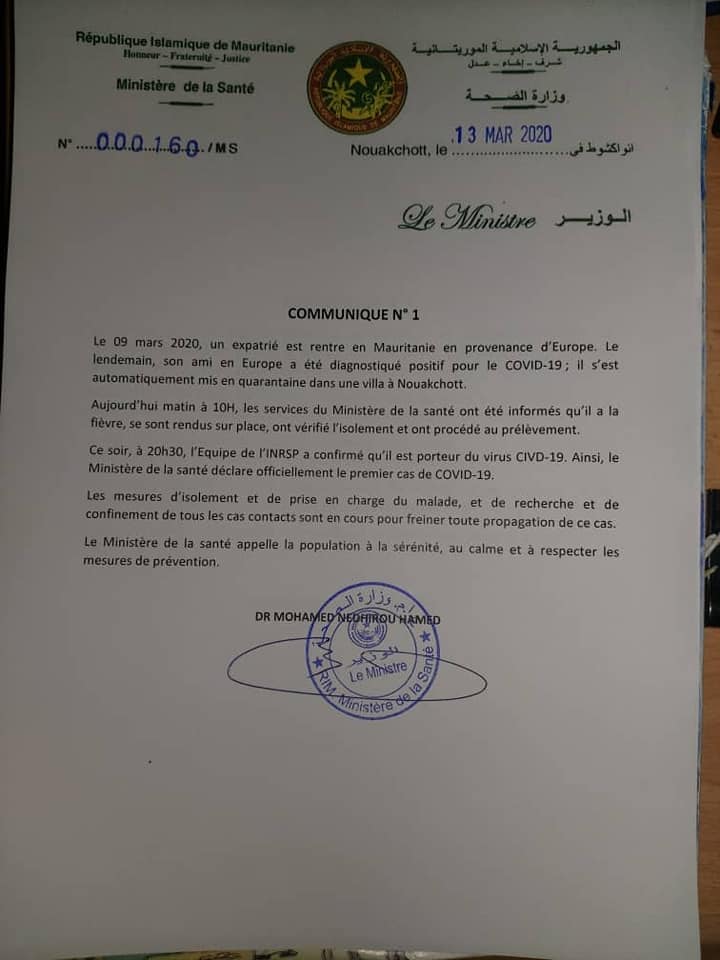 République Islamique de Mauritanie
Honneur – Fraternité – Justice
Ministère de la Santé
N° .....000160./MS
الجمهورية الإسلامية الموريتانية
شرف - إخاء - عدل
وزارة الصحة
13 MAR 2020
Nouakchott, le ........................انواكشوط في
Le Ministre الوزير
COMMUNIQUE N° 1
Le 09 mars 2020, un expatrié est rentre en Mauritanie en provenance d’Europe. Le
lendemain, son ami en Europe a été diagnostiqué positif pour le COVID-19 ; il s’est
automatiquement mis en quarantaine dans une villa à Nouakchott.
Aujourd’hui matin à 10H, les services du Ministère de la santé ont été informés qu’il a la
fièvre, se sont rendus sur place, ont vérifié l’isolement et ont procédé au prélèvement.
Ce soir, à 20h30, l’Equipe de l’INRSP a confirmé qu’il est porteur du virus CIVD-19. Ainsi, le
Ministère de la santé déclare officiellement le premier cas de COVID-19.
Les mesures d’isolement et de prise en charge du malade, et de recherche et de
confinement de tous les cas contacts sont en cours pour freiner toute propagation de ce cas.
Le Ministère de la santé appelle la population à la sérénité, au calme et à respecter les
mesures de prévention.
DR MOHAMED NEDHIROU HAMED
وزارة الصحة
الوزير
Le Ministre
RIM. Ministère de la Santé